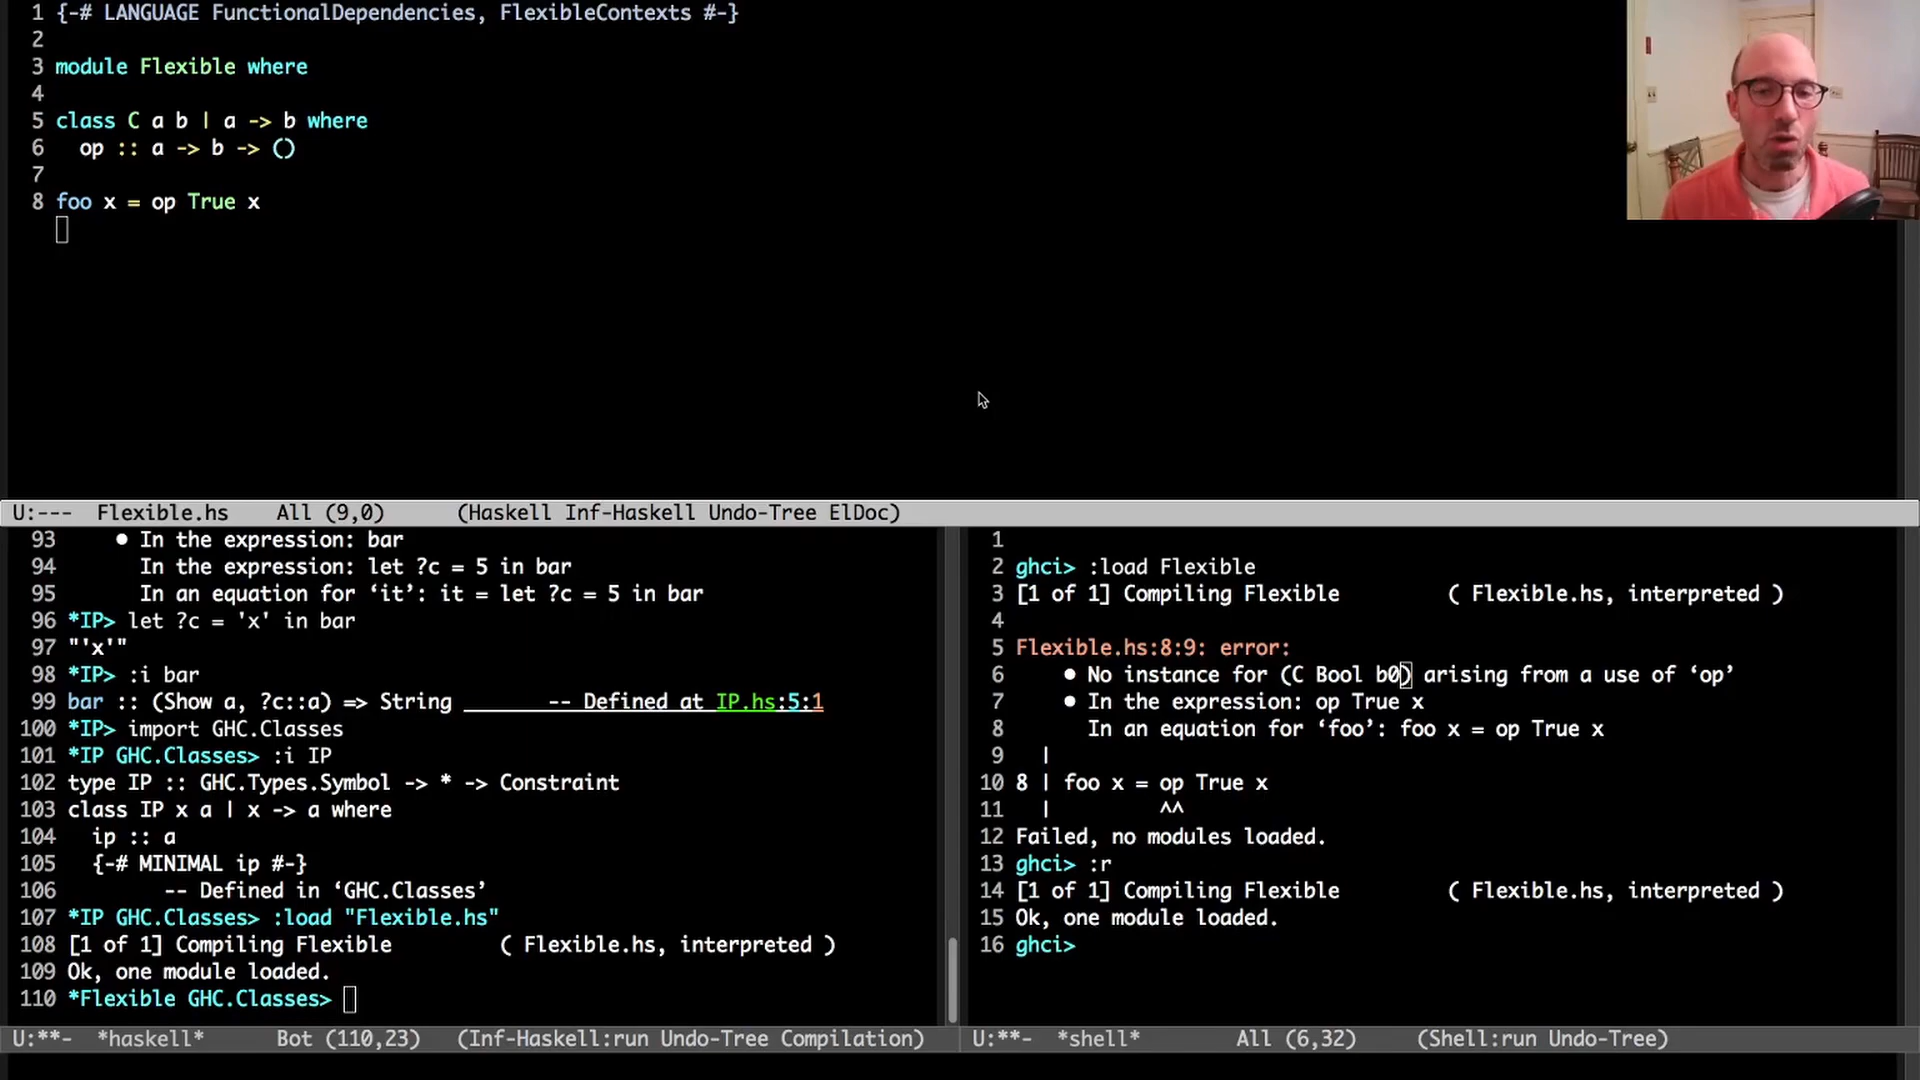 1 {-# LANGUAGE FunctionalDependencies, FlexibleContexts #-}
2
3 module Flexible where
4
5 class C a b | a -> b where
6   op :: a -> b -> ()
7
8 foo x = op True x
U:---  Flexible.hs    All (9,0)      (Haskell Inf-Haskell Undo-Tree ElDoc)
93     • In the expression: bar
94       In the expression: let ?c = 5 in bar
95       In an equation for ‘it’: it = let ?c = 5 in bar
96 *IP> let ?c = 'x' in bar
97 "'x'"
98 *IP> :i bar
99 bar :: (Show a, ?c::a) => String       -- Defined at IP.hs:5:1
100 *IP> import GHC.Classes
101 *IP GHC.Classes> :i IP
102 type IP :: GHC.Types.Symbol -> * -> Constraint
103 class IP x a | x -> a where
104   ip :: a
105   {-# MINIMAL ip #-}
106         -- Defined in ‘GHC.Classes’
107 *IP GHC.Classes> :load "Flexible.hs"
108 [1 of 1] Compiling Flexible         ( Flexible.hs, interpreted )
109 Ok, one module loaded.
110 *Flexible GHC.Classes>
U:**-  *haskell*      Bot (110,23)   (Inf-Haskell:run Undo-Tree Compilation)
1
2 ghci> :load Flexible
3 [1 of 1] Compiling Flexible         ( Flexible.hs, interpreted )
4
5 Flexible.hs:8:9: error:
6     • No instance for (C Bool b0) arising from a use of ‘op’
7     • In the expression: op True x
8       In an equation for ‘foo’: foo x = op True x
9   |
10 8 | foo x = op True x
11   |         ^^
12 Failed, no modules loaded.
13 ghci> :r
14 [1 of 1] Compiling Flexible         ( Flexible.hs, interpreted )
15 Ok, one module loaded.
16 ghci>
U:**-  *shell*        All (6,32)     (Shell:run Undo-Tree)